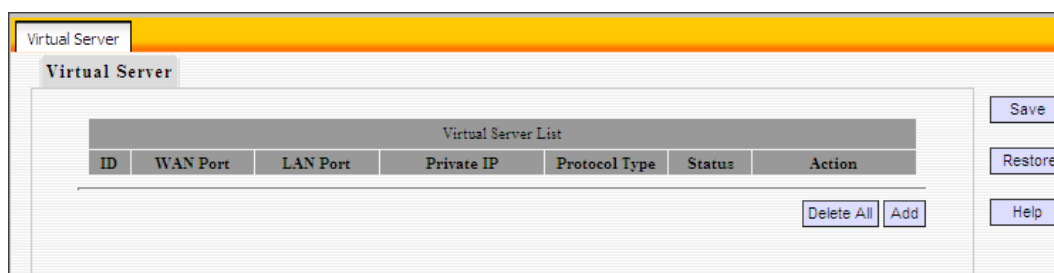 Virtual Server
Virtual Server
Save
Virtual Server List
ID WAN Port LAN Port Private IP Protocol Type Status Action
Restore
Delete All Add
Help